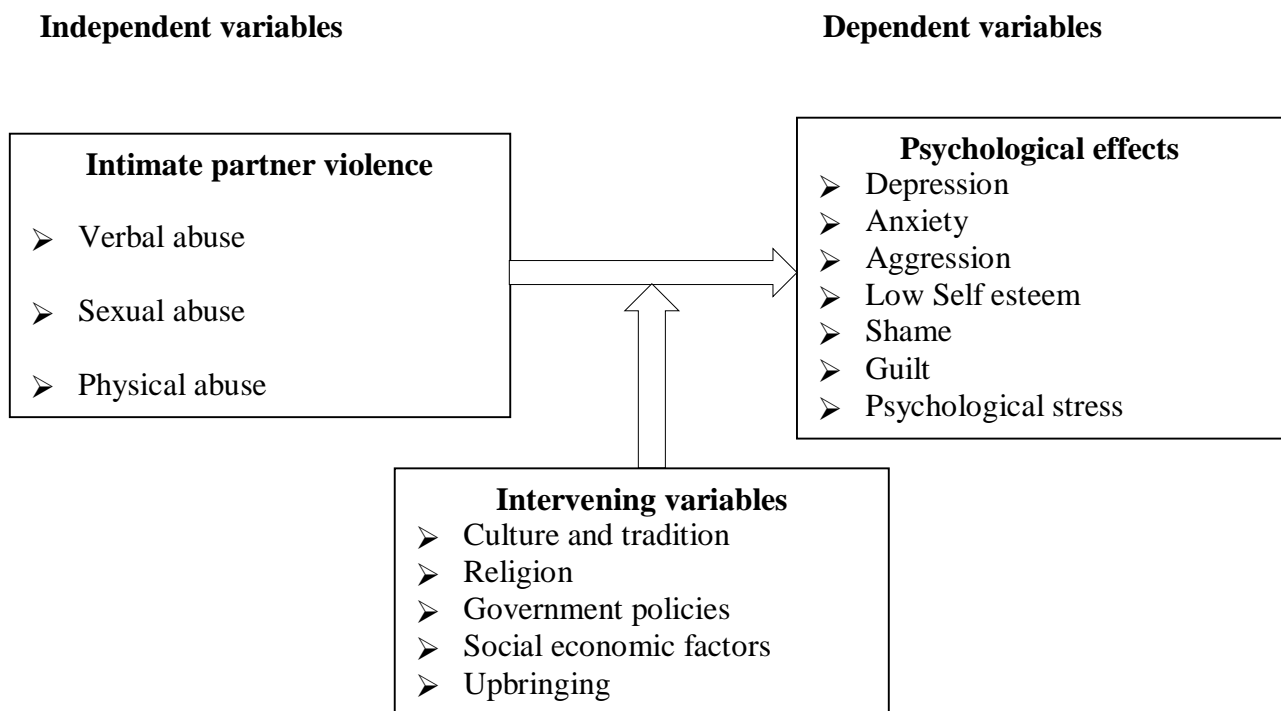 Independent variables
Dependent variables
Intimate partner violence
➢ Verbal abuse
➢ Sexual abuse
➢ Physical abuse
Psychological effects
➢ Depression
➢ Anxiety
➢ Aggression
➢ Low Self esteem
➢ Shame
➢ Guilt
➢ Psychological stress
Intervening variables
➢ Culture and tradition
➢ Religion
➢ Government policies
➢ Social economic factors
➢ Upbringing